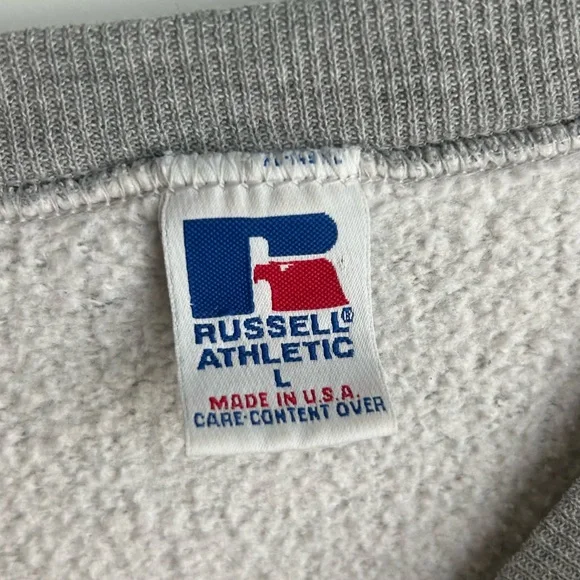 RUSSELL®
ATHLETIC
L
MADE IN U.S.A.
CARE-CONTENT OVER